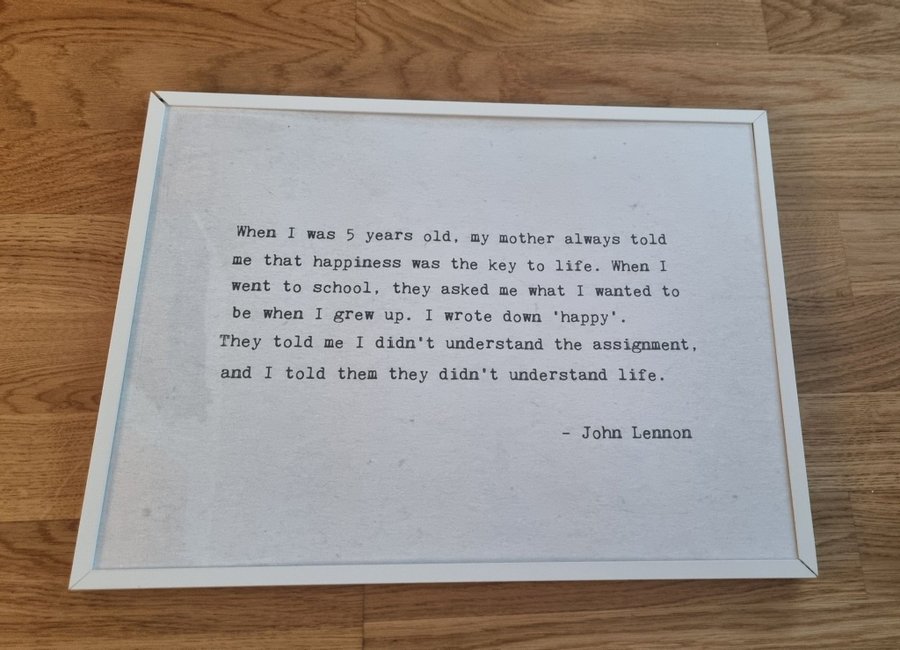 When I was 5 years old, my mother always told
me that happiness was the key to life. When I
went to school, they asked me what I wanted to
be when I grew up. I wrote down 'happy'.
They told me I didn't understand the assignment,
and I told them they didn't understand life.
- John Lennon